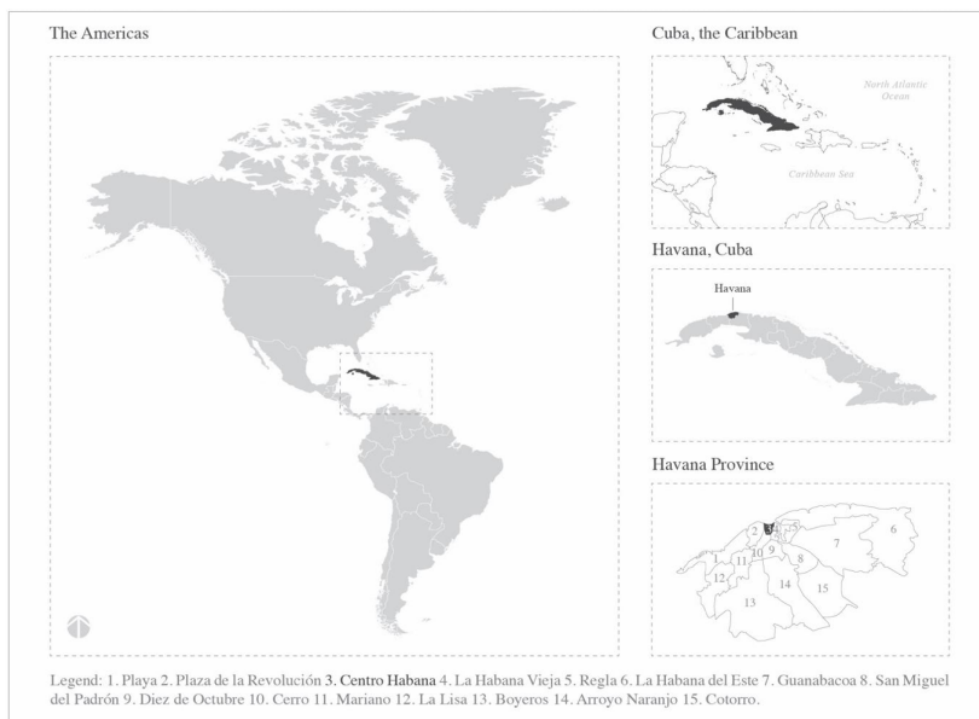 The Americas
Cuba, the Caribbean
North Atlantic
Ocean
Caribbean Sea
Havana, Cuba
Havana
Havana Province
1
2
3
4
5
6
7
8
9
10
11
12
13
14
15
Legend: 1. Playa 2. Plaza de la Revolución 3. Centro Habana 4. La Habana Vieja 5. Regla 6. La Habana del Este 7. Guanabacoa 8. San Miguel
del Padrón 9. Diez de Octubre 10. Cerro 11. Mariano 12. La Lisa 13. Boyeros 14. Arroyo Naranjo 15. Cotorro.